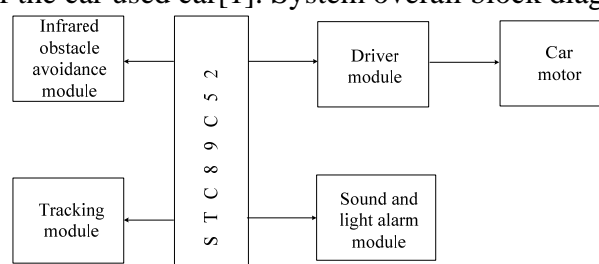 the car used car[1]. System overall block diag
Infrared
obstacle
avoidance
module
STC89C52
Driver
module
Car
motor
Tracking
module
Sound and
light alarm
module